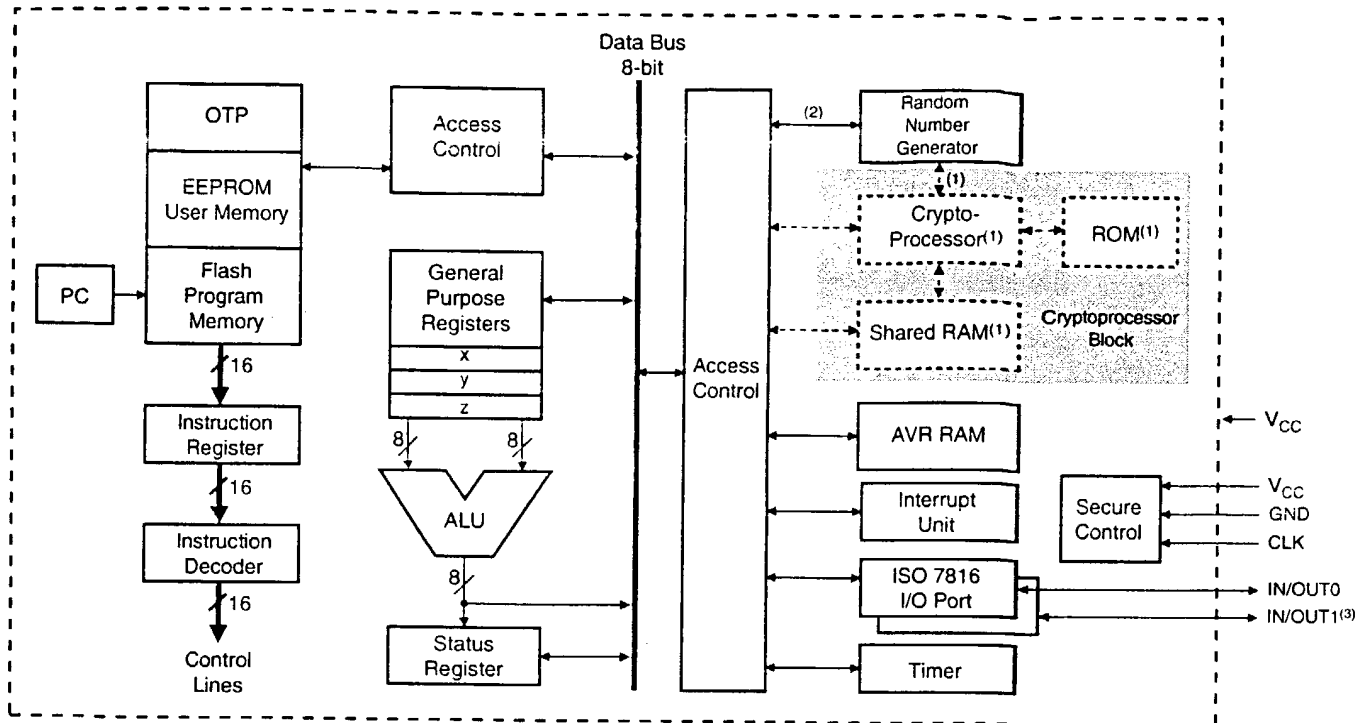 Data Bus
8-bit
OTP
EEPROM
User Memory
Flash
Program
Memory
PC
16
Instruction
Register
16
Instruction
Decoder
16
Control
Lines
Access
Control
General
Purpose
Registers
x
y
z
8
8
ALU
8
Status
Register
Access
Control
(2)
Random
Number
Generator
(1)
Crypto-
Processor(1)
ROM(1)
Shared RAM(1)
Cryptoprocessor
Block
AVR RAM
Interrupt
Unit
ISO 7816
I/O Port
Timer
Secure
Control
VCC
VCC
GND
CLK
IN/OUT0
IN/OUT1(3)